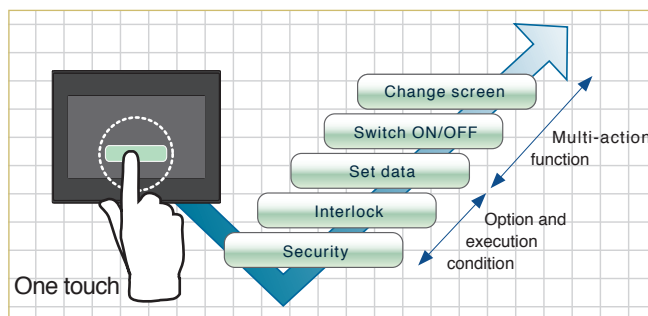 Change screen
Switch ON/OFF
Set data
Interlock
Security
Multi-action
function
Option and
execution
condition
One touch